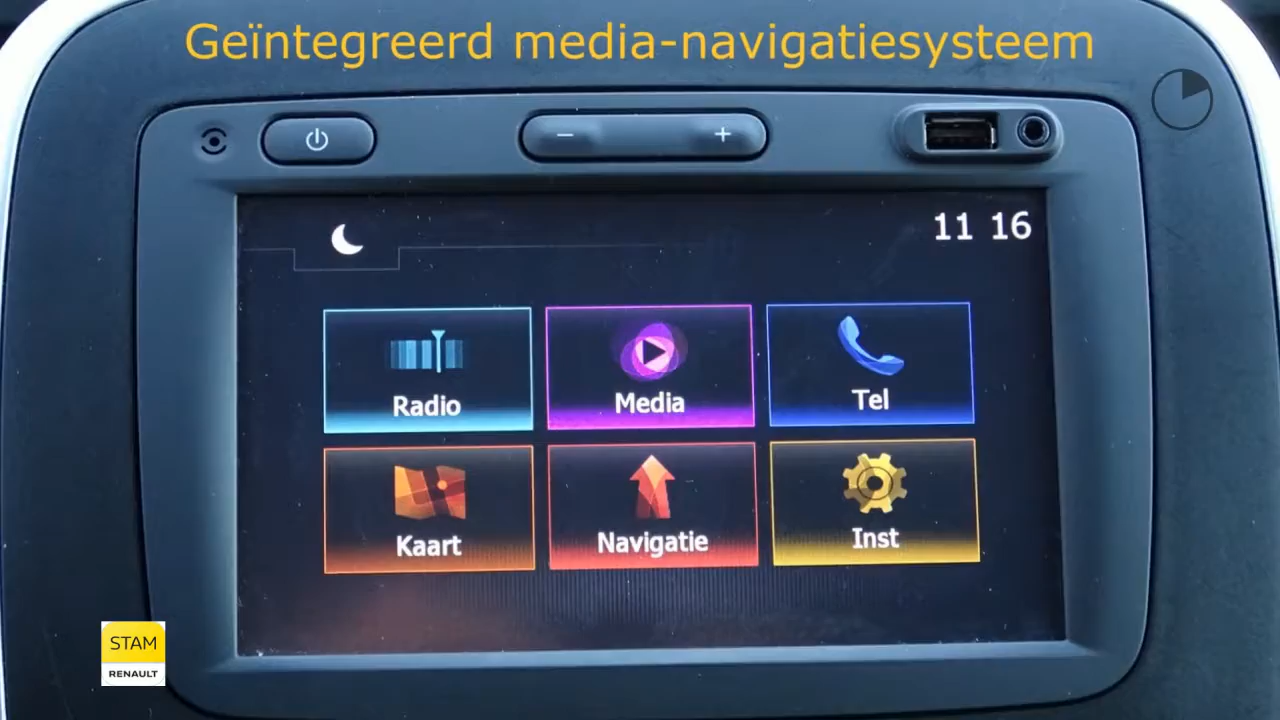 Geïntegreerd media-navigatiesysteem
11 16
Radio
Media
Tel
Kaart
Navigatie
Inst
STAM
RENAULT